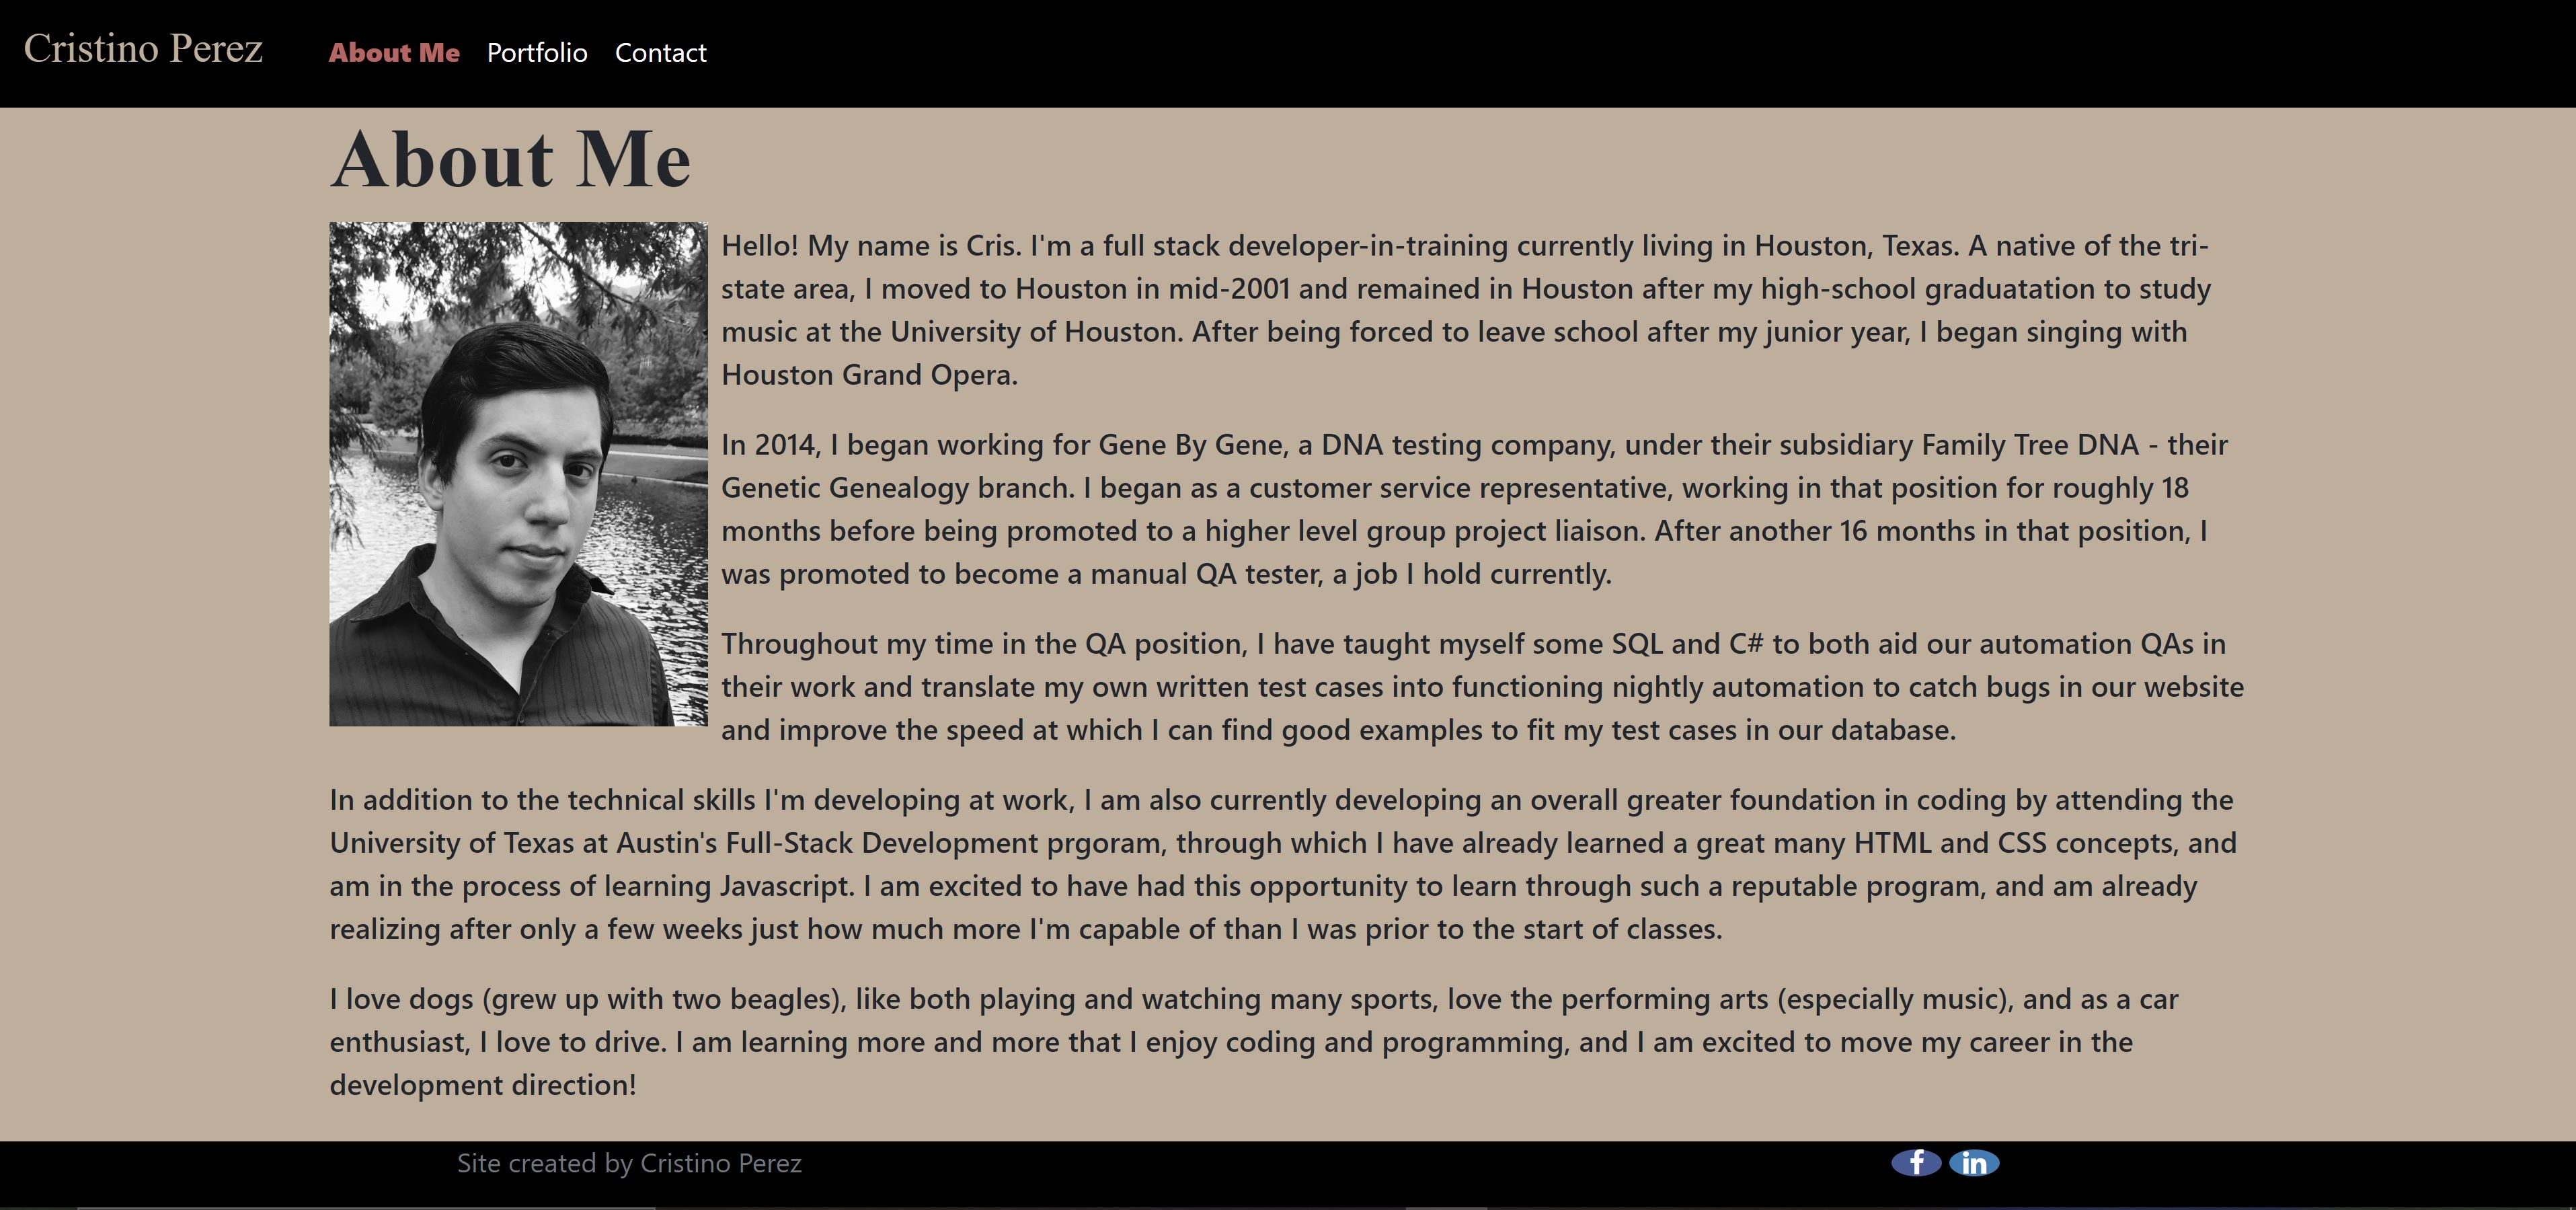 Cristino Perez
About Me Portfolio Contact
About Me
Hello! My name is Cris. I'm a full stack developer-in-training currently living in Houston, Texas. A native of the tri-
state area, I moved to Houston in mid-2001 and remained in Houston after my high-school graduatation to study
music at the University of Houston. After being forced to leave school after my junior year, I began singing with
Houston Grand Opera.
In 2014, I began working for Gene By Gene, a DNA testing company, under their subsidiary Family Tree DNA - their
Genetic Genealogy branch. I began as a customer service representative, working in that position for roughly 18
months before being promoted to a higher level group project liaison. After another 16 months in that position, I
was promoted to become a manual QA tester, a job I hold currently.
Throughout my time in the QA position, I have taught myself some SQL and C# to both aid our automation QAs in
their work and translate my own written test cases into functioning nightly automation to catch bugs in our website
and improve the speed at which I can find good examples to fit my test cases in our database.
In addition to the technical skills I'm developing at work, I am also currently developing an overall greater foundation in coding by attending the
University of Texas at Austin's Full-Stack Development prgoram, through which I have already learned a great many HTML and CSS concepts, and
am in the process of learning Javascript. I am excited to have had this opportunity to learn through such a reputable program, and am already
realizing after only a few weeks just how much more I'm capable of than I was prior to the start of classes.
I love dogs (grew up with two beagles), like both playing and watching many sports, love the performing arts (especially music), and as a car
enthusiast, I love to drive. I am learning more and more that I enjoy coding and programming, and I am excited to move my career in the
development direction!
Site created by Cristino Perez
f in